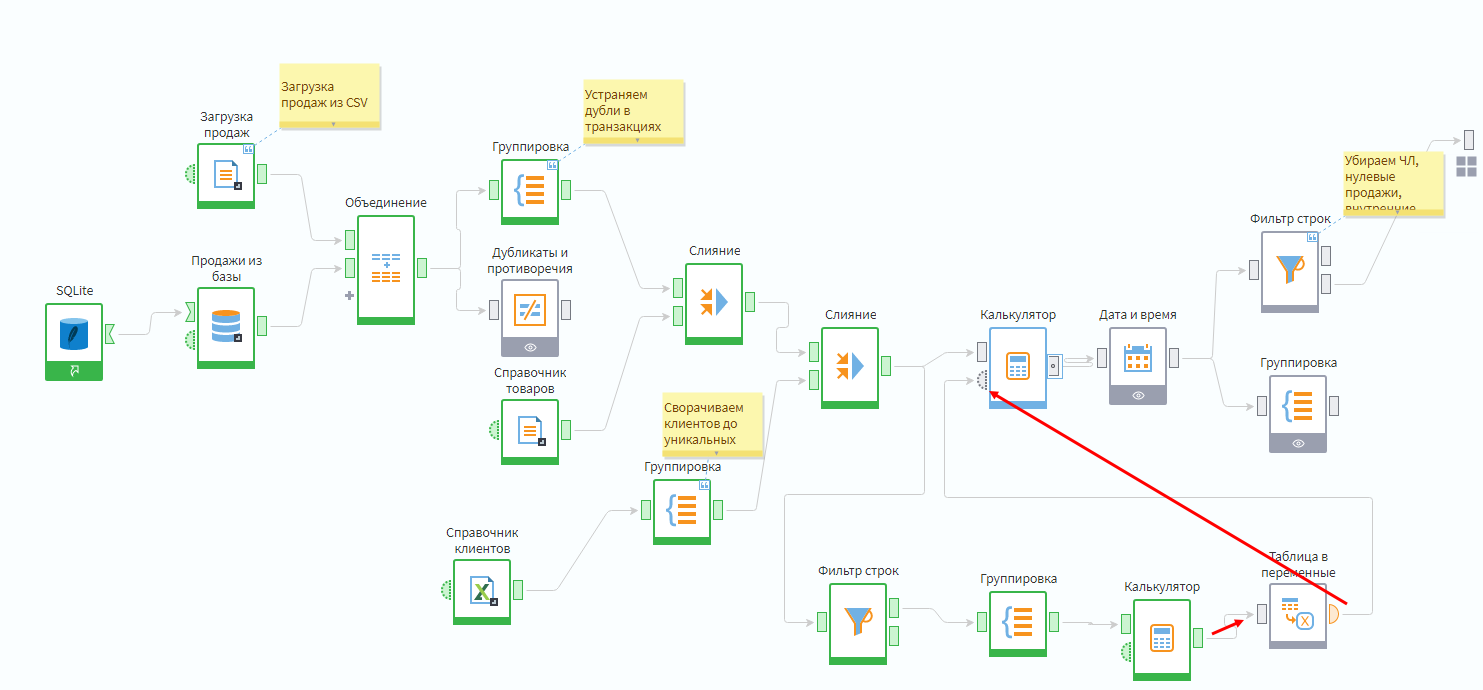 Загрузка
продаж из CSV
Загрузка
продаж
Устраняем
дубли в
транзакциях
Группировка
Объединение
Продажи из
базы
SQLite
Дубликаты и
противоречия
Слияние
Справочник
товаров
Слияние
Калькулятор
Дата и время
Фильтр строк
Убираем ЧЛ,
нулевые
продажи,
внутренние
Группировка
Сворачиваем
клиентов до
уникальных
Группировка
Справочник
клиентов
Фильтр строк
Группировка
Калькулятор
Таблица в
переменные